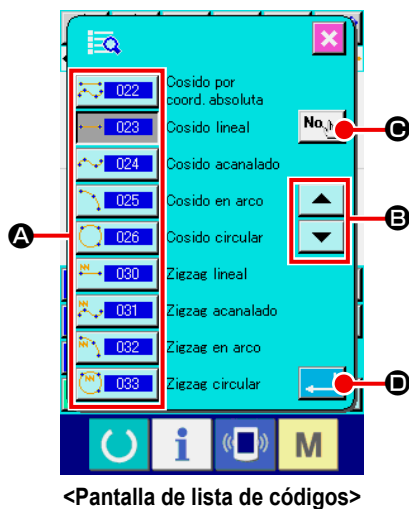 022 Cosido por
coord. absoluta
023 Cosido lineal
No.
C
024 Cosido acanalado
025 Cosido en arco
B
A
026 Cosido circular
030 Zigzag lineal
031 Zigzag acanalado
032 Zigzag en arco
033 Zigzag circular
D
i
M
<Pantalla de lista de códigos>